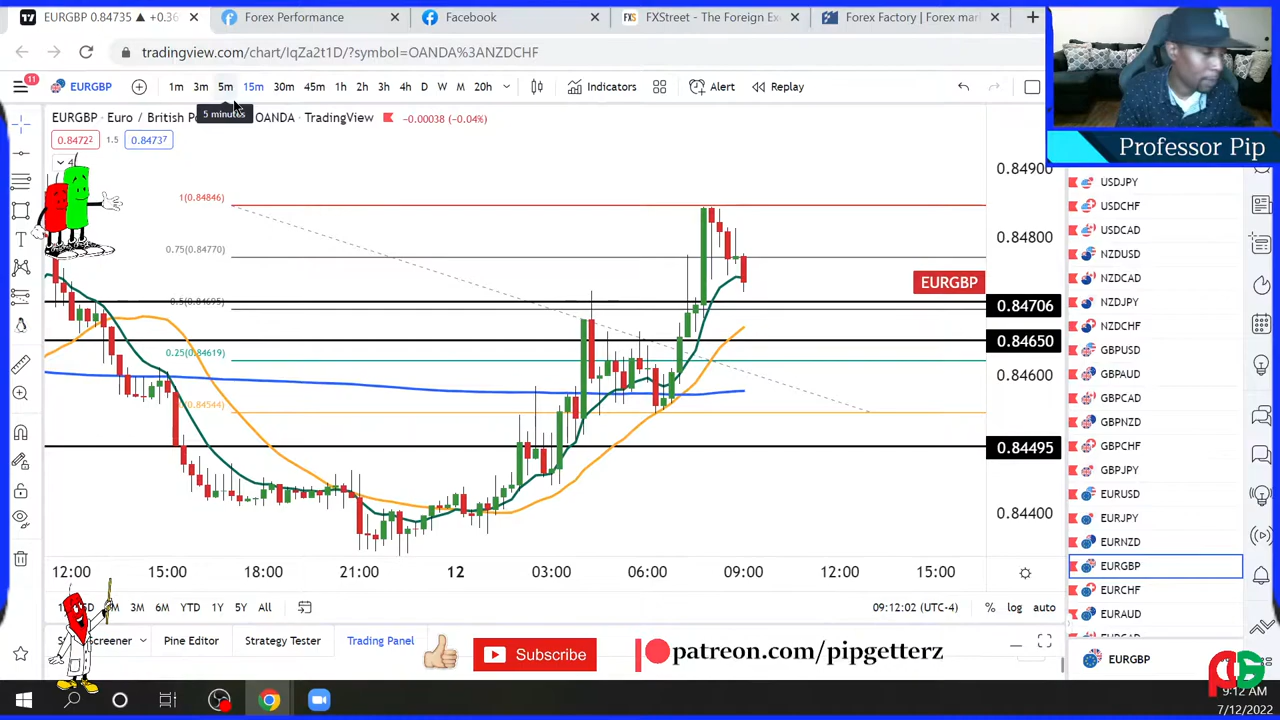 EURGBP 0.84735 ▲ +0.36
Forex Performance
Facebook
FXStreet - The Foreign Ex
Forex Factory | Forex mar
tradingview.com/chart/IqZa2t1D/?symbol=OANDA%3ANZDCHF
11
EURGBP
1m 3m 5m 15m 30m 45m 1h 2h 3h 4h D W M 20h
Indicators
Alert
Replay
5 minutes
EURGBP · Euro / British P OANDA · TradingView
-0.00038 (-0.04%)
0.84722 1.5 0.84737
4
Professor Pip
1(0.84846)
0.75(0.84770)
0.5(0.84695)
0.25(0.84619)
(0.84544)
0.84900
0.84800
EURGBP
0.84706
0.84650
0.84600
0.84495
0.84400
USDJPY
USDCHF
USDCAD
NZDUSD
NZDCAD
NZDJPY
NZDCHF
GBPUSD
GBPAUD
GBPCAD
GBPNZD
GBPCHF
GBPJPY
EURUSD
EURJPY
EURNZD
EURGBP
EURCHF
EURAUD
EURCAD
12:00 15:00 18:00 21:00 12 03:00 06:00 09:00 12:00 15:00
3M 6M YTD 1Y 5Y All
09:12:02 (UTC-4) % log auto
Screener Pine Editor Strategy Tester Trading Panel
Subscribe
patreon.com/pipgetterz
EURGBP
9:12 AM
7/12/2022